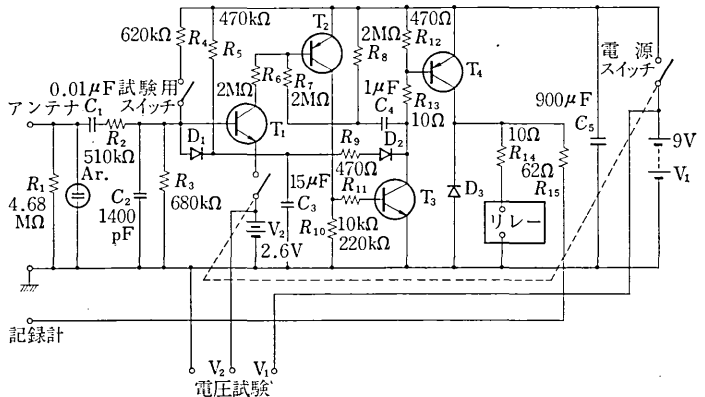 620kΩ
R4
470kΩ
R5
T2
2MΩ
R8
470Ω
R12
T4
電源
スイッチ
0.01μF
試験用
スイッチ
アンテナ
C1
R2
510kΩ
Ar.
R1
4.68
MΩ
C2
1400
pF
R3
680kΩ
D1
2MΩ
R6
R7
2MΩ
T1
1μF
C4
R13
10Ω
R9
470Ω
D2
15μF
C3
R11
10kΩ
R10
220kΩ
T3
V2
2.6V
D3
10Ω
R14
62Ω
R15
リレー
900μF
C5
9V
V1
記録計
V2
V1
電圧試験